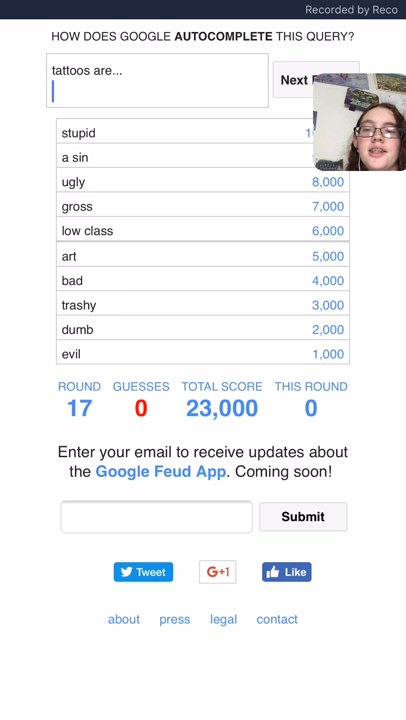 Recorded by Reco
HOW DOES GOOGLE AUTOCOMPLETE THIS QUERY?
tattoos are...
Next
stupid 1
a sin
ugly 8,000
gross 7,000
low class 6,000
art 5,000
bad 4,000
trashy 3,000
dumb 2,000
evil 1,000
ROUND GUESSES TOTAL SCORE THIS ROUND
17 0 23,000 0
Enter your email to receive updates about
the Google Feud App. Coming soon!
Submit
Tweet G+1 Like
about press legal contact